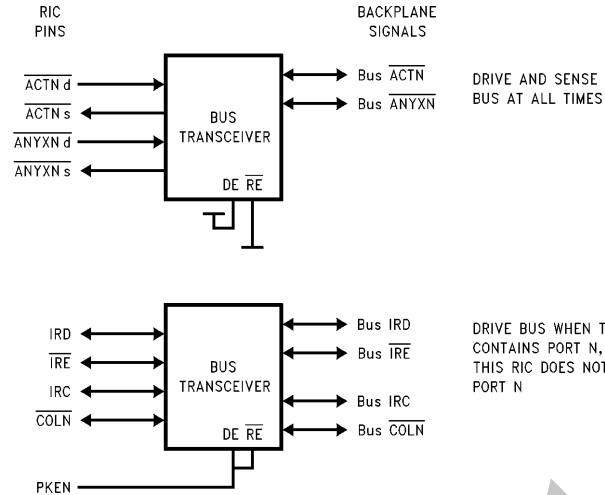 RIC
PINS
BACKPLANE
SIGNALS
ACTN d
ACTN s
ANYXN d
ANYXN s
BUS
TRANSCEIVER
DE RE
Bus ACTN
Bus ANYXN
DRIVE AND SENSE
BUS AT ALL TIMES
IRD
IRE
IRC
COLN
PKEN
BUS
TRANSCEIVER
DE RE
Bus IRD
Bus IRE
Bus IRC
Bus COLN
DRIVE BUS WHEN
CONTAINS PORT N,
THIS RIC DOES
PORT N